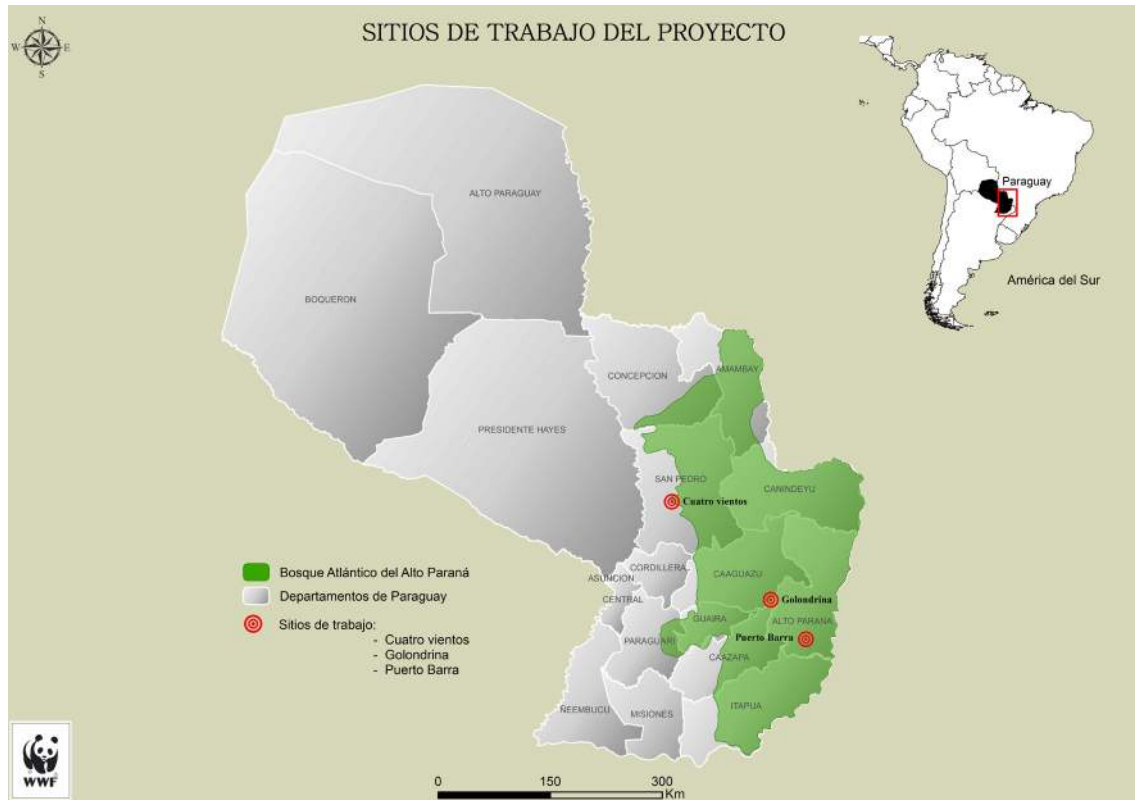 SITIOS DE TRABAJO DEL PROYECTO
N
W E
S
Paraguay
América del Sur
ALTO PARAGUAY
BOQUERON
CONCEPCION
AMAMBAY
PRESIDENTE HAYES
SAN PEDRO
CANINDEYU
Cuatro vientos
CORDILLERA
CAAGUAZU
ASUNCION
CENTRAL
Golondrina
GUAIRA
ALTO PARANA
PARAGUARI
Puerto Barra
CAAZAPA
ITAPUA
ÑEEMBUCU
MISIONES
Bosque Atlántico del Alto Paraná
Departamentos de Paraguay
Sitios de trabajo:
- Cuatro vientos
- Golondrina
- Puerto Barra
WWF
0 150 300
Km